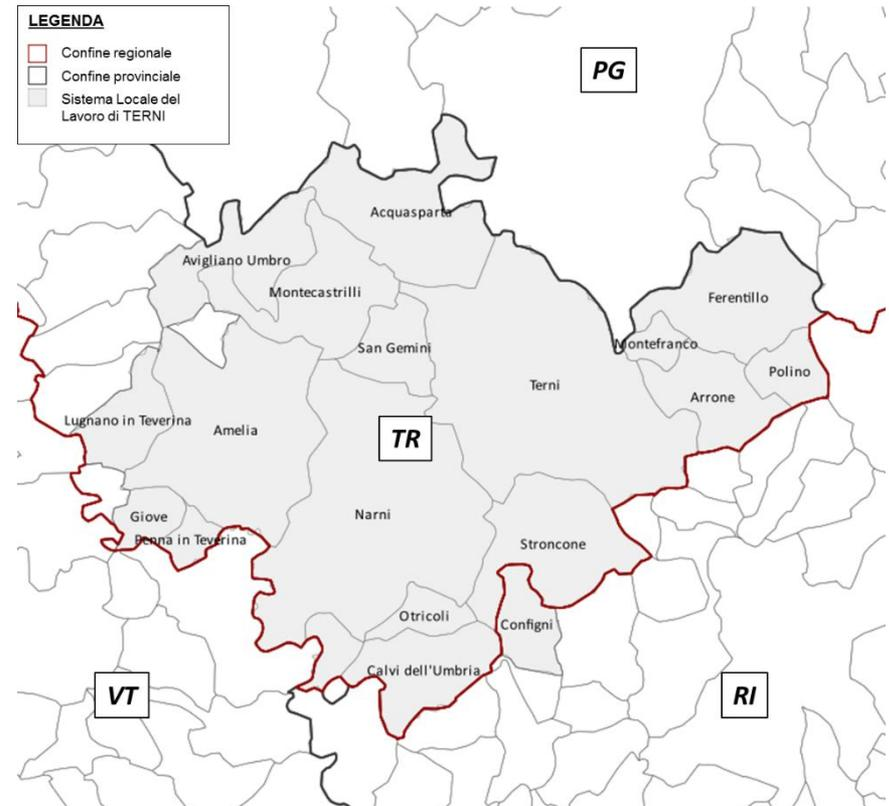 LEGENDA
Confine regionale
Confine provinciale
Sistema Locale del
Lavoro di TERNI
PG
Acquasparta
Avigliano Umbro
Montecastrilli
Ferentillo
San Gemini
Montefranco
Polino
Terni
Arrone
Lugnano in Teverina
Amelia
TR
Narni
Giove
Penna in Teverina
Stroncone
Otricoli
Configni
Calvi dell'Umbria
VT
RI